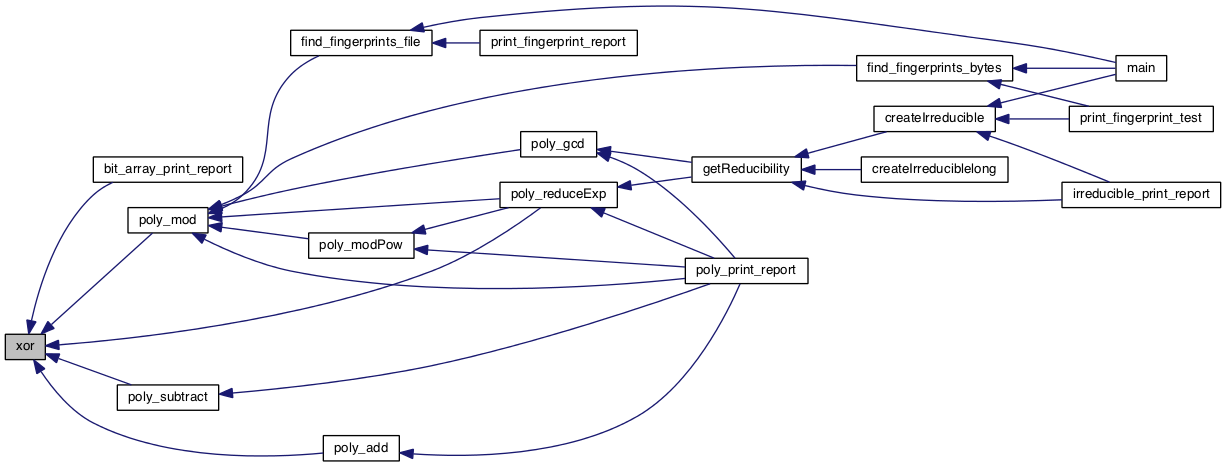 find_fingerprints_file
print_fingerprint_report
find_fingerprints_bytes
main
createIrreducible
print_fingerprint_test
poly_gcd
bit_array_print_report
getReducibility
createIrreduciblelong
poly_reduceExp
irreducible_print_report
poly_mod
poly_modPow
poly_print_report
xor
poly_subtract
poly_add